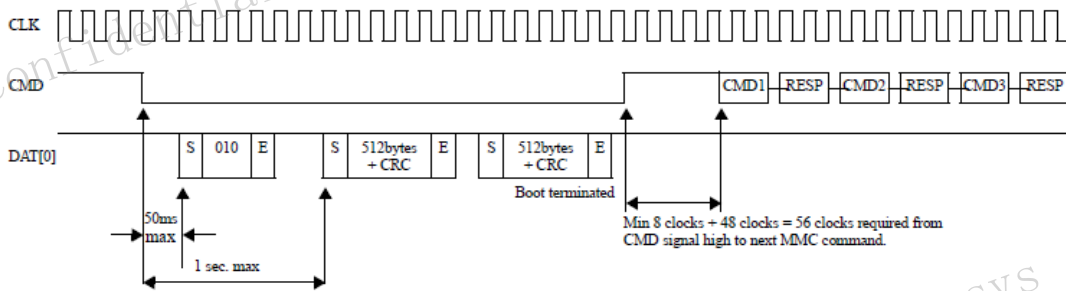 Confidential
CLK
CMD
CMD1 RESP CMD2 RESP CMD3 RESP
DAT[0]
S 010 E S 512bytes + CRC E S 512bytes + CRC E
Boot terminated
50ms
max
Min 8 clocks + 48 clocks = 56 clocks required from
CMD signal high to next MMC command.
1 sec. max